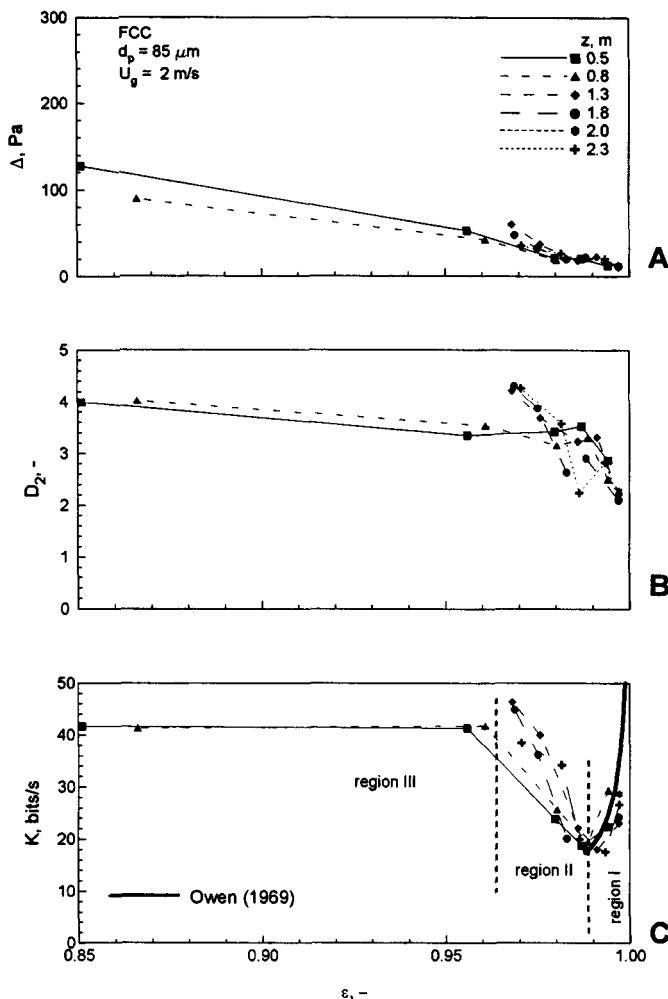 FCC
dp = 85 μm
Ug = 2 m/s
z, m
0.5
0.8
1.3
1.8
2.0
2.3
300
200
100
0
Δ, Pa
A
5
4
3
2
1
0
D2, -
B
50
40
30
20
10
0
K, bits/s
region III
region II
region I
Owen (1969)
C
0.85
0.90
0.95
1.00
ε, -